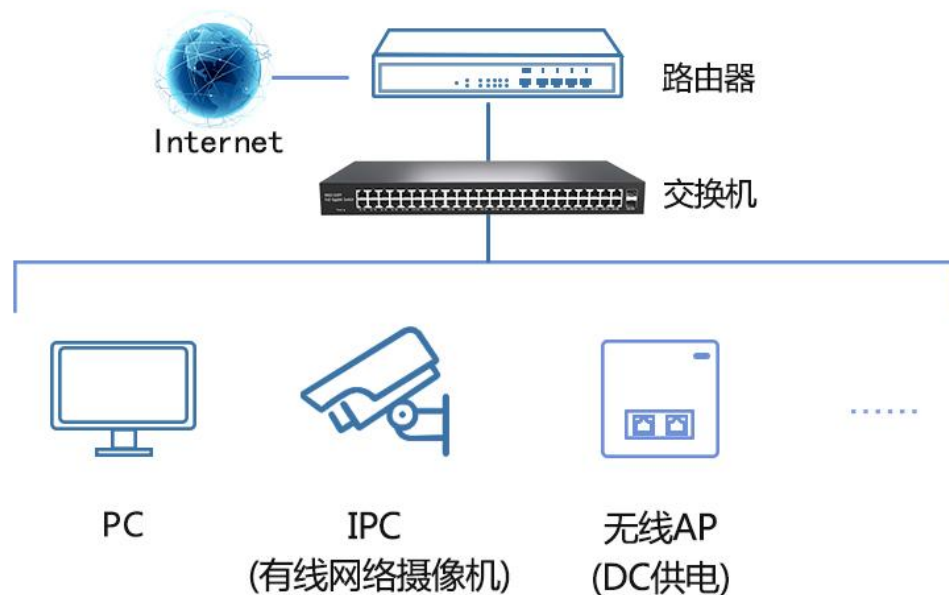 路由器
Internet
交换机
PC
IPC
(有线网络摄像机)
无线AP
(DC供电)